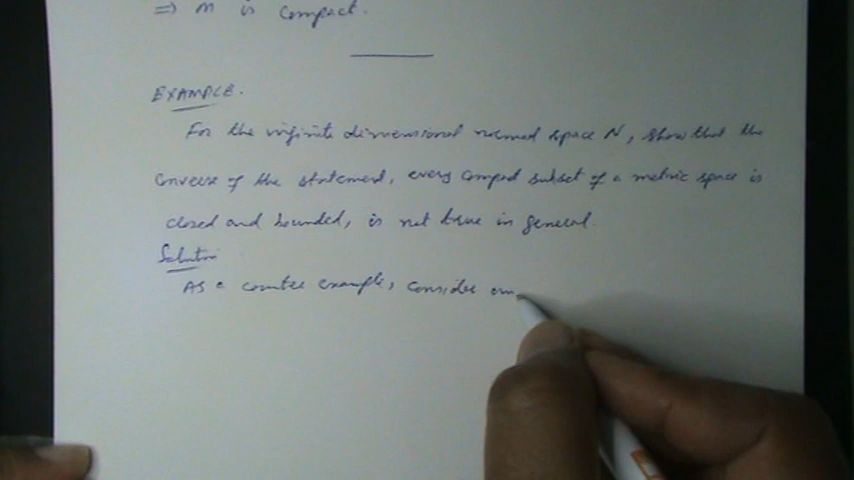 => M is compact.
EXAMPLE.
For the infinite dimensional normed space N, show that the
converse of the statement, every compact subset of a metric space is
closed and bounded, is not true in general.
Solution
As a counter example, consider